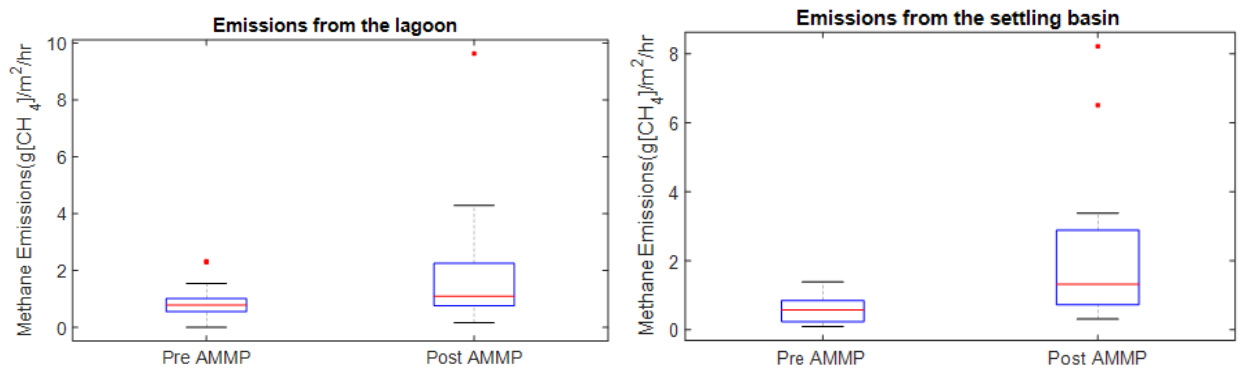 Emissions from the lagoon
Methane Emissions(g[CH4]/m2/hr
10
8
6
4
2
0
Pre AMMP Post AMMP
Emissions from the settling basin
Methane Emissions(g[CH4]/m2/hr
8
6
4
2
0
Pre AMMP Post AMMP